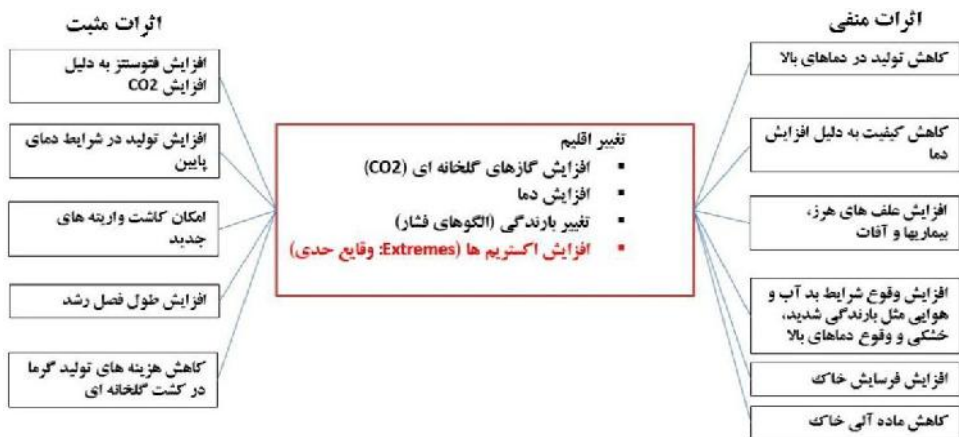 اثرات منفی
کاهش تولید در دماهای بالا
کاهش کیفیت به دلیل افزایش
دما
افزایش علف های هرز،
بیماریها و آفات
افزایش وقوع شرایط بد آب و
هوایی مثل بارندگی شدید،
خشکی و وقوع دماهای بالا
افزایش فرسایش خاک
کاهش ماده آلی خاک
تغییر اقلیم
▪ افزایش گازهای گلخانه ای (CO2)
▪ افزایش دما
▪ تغییر بارندگی (الگوهای فشار)
▪ افزایش اکستریم ها (Extremes: وقایع حدی)
اثرات مثبت
افزایش فتوسنتز به دلیل
افزایش CO2
افزایش تولید در شرایط دمای
پایین
امکان کاشت واریته های
جدید
افزایش طول فصل رشد
کاهش هزینه های تولید گرما
در کشت گلخانه ای